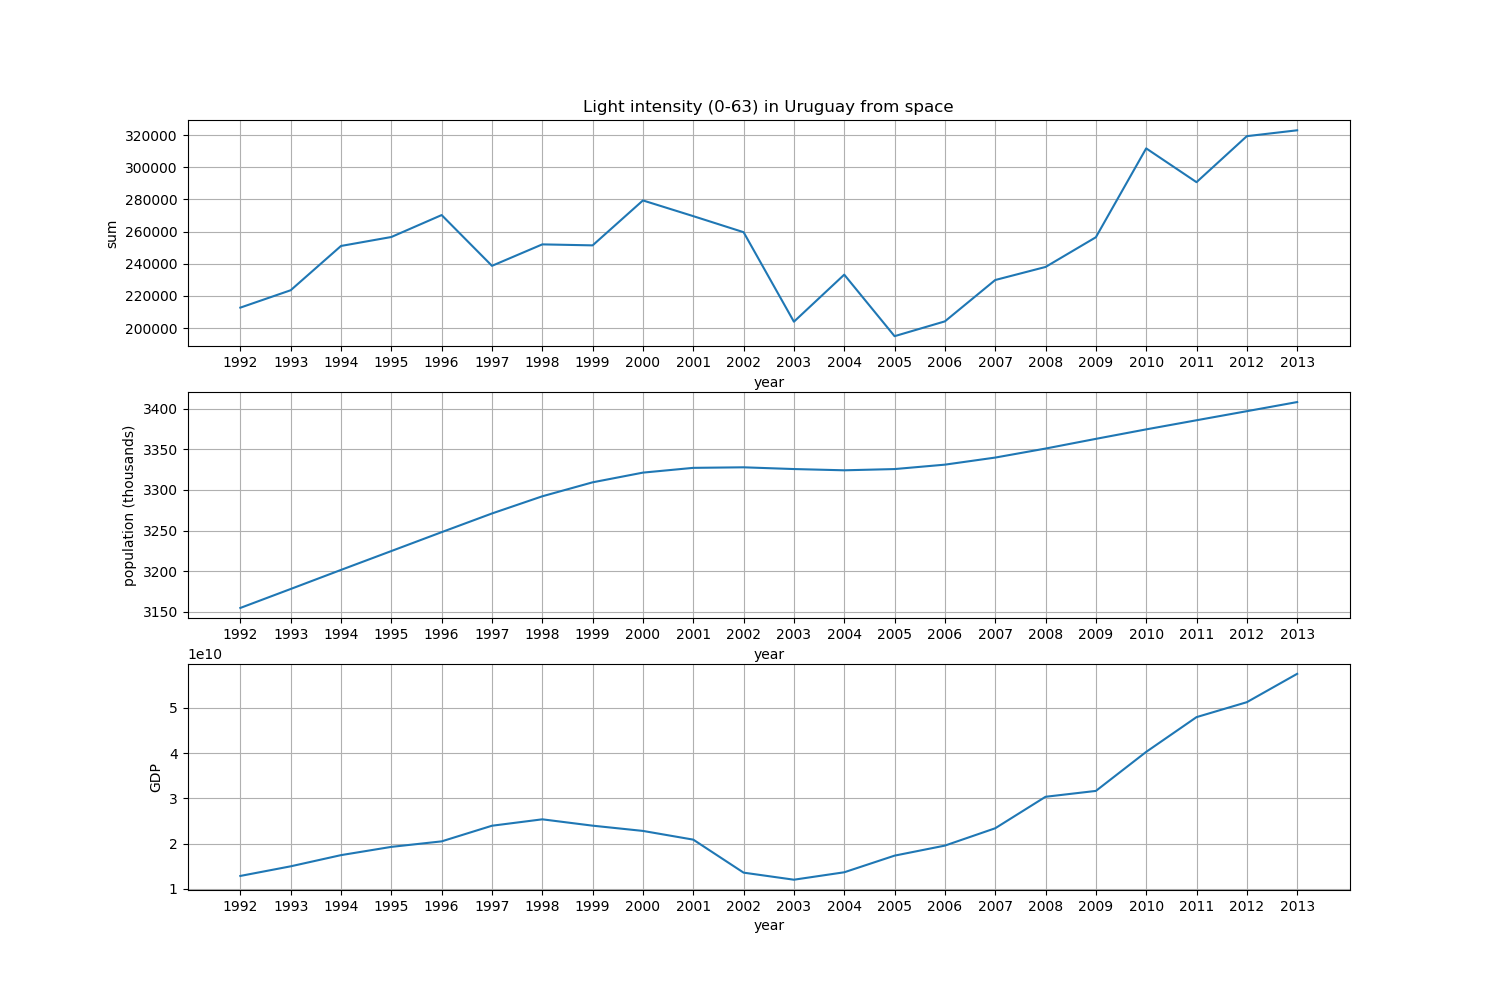 Light intensity (0-63) in Uruguay from space
sum
320000
300000
280000
260000
240000
220000
200000
1992 1993 1994 1995 1996 1997 1998 1999 2000 2001 2002 2003 2004 2005 2006 2007 2008 2009 2010 2011 2012 2013
year
population (thousands)
3400
3350
3300
3250
3200
3150
1992 1993 1994 1995 1996 1997 1998 1999 2000 2001 2002 2003 2004 2005 2006 2007 2008 2009 2010 2011 2012 2013
year
1e10
GDP
5
4
3
2
1
1992 1993 1994 1995 1996 1997 1998 1999 2000 2001 2002 2003 2004 2005 2006 2007 2008 2009 2010 2011 2012 2013
year